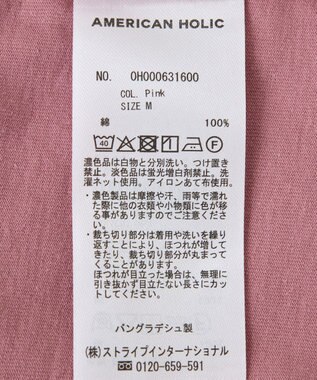 AMERICAN HOLIC
NO. 0H000631600
COL. Pink
SIZE M
綿 100%
40
濃色品は白物と分別洗い。つけ置き
禁止。淡色品は蛍光増白剤禁止。洗
濯ネット使用。アイロンあて布使用。
・濃色製品は摩擦や汗、雨等で濡れ
た際に他の衣類や小物類に色が移
る事がありますのでご注意くださ
い。
・裁ち切り部分は着用や洗いを繰り
返すことにより、ほつれが増して
きたり、裁ち切り部分が丸まって
くることがあります。
ほつれが目立った場合は、無理に
引き抜かず目立たない長さにカッ
トしてください。
バングラデシュ製
(株)ストライプインターナショナル
0120-659-591